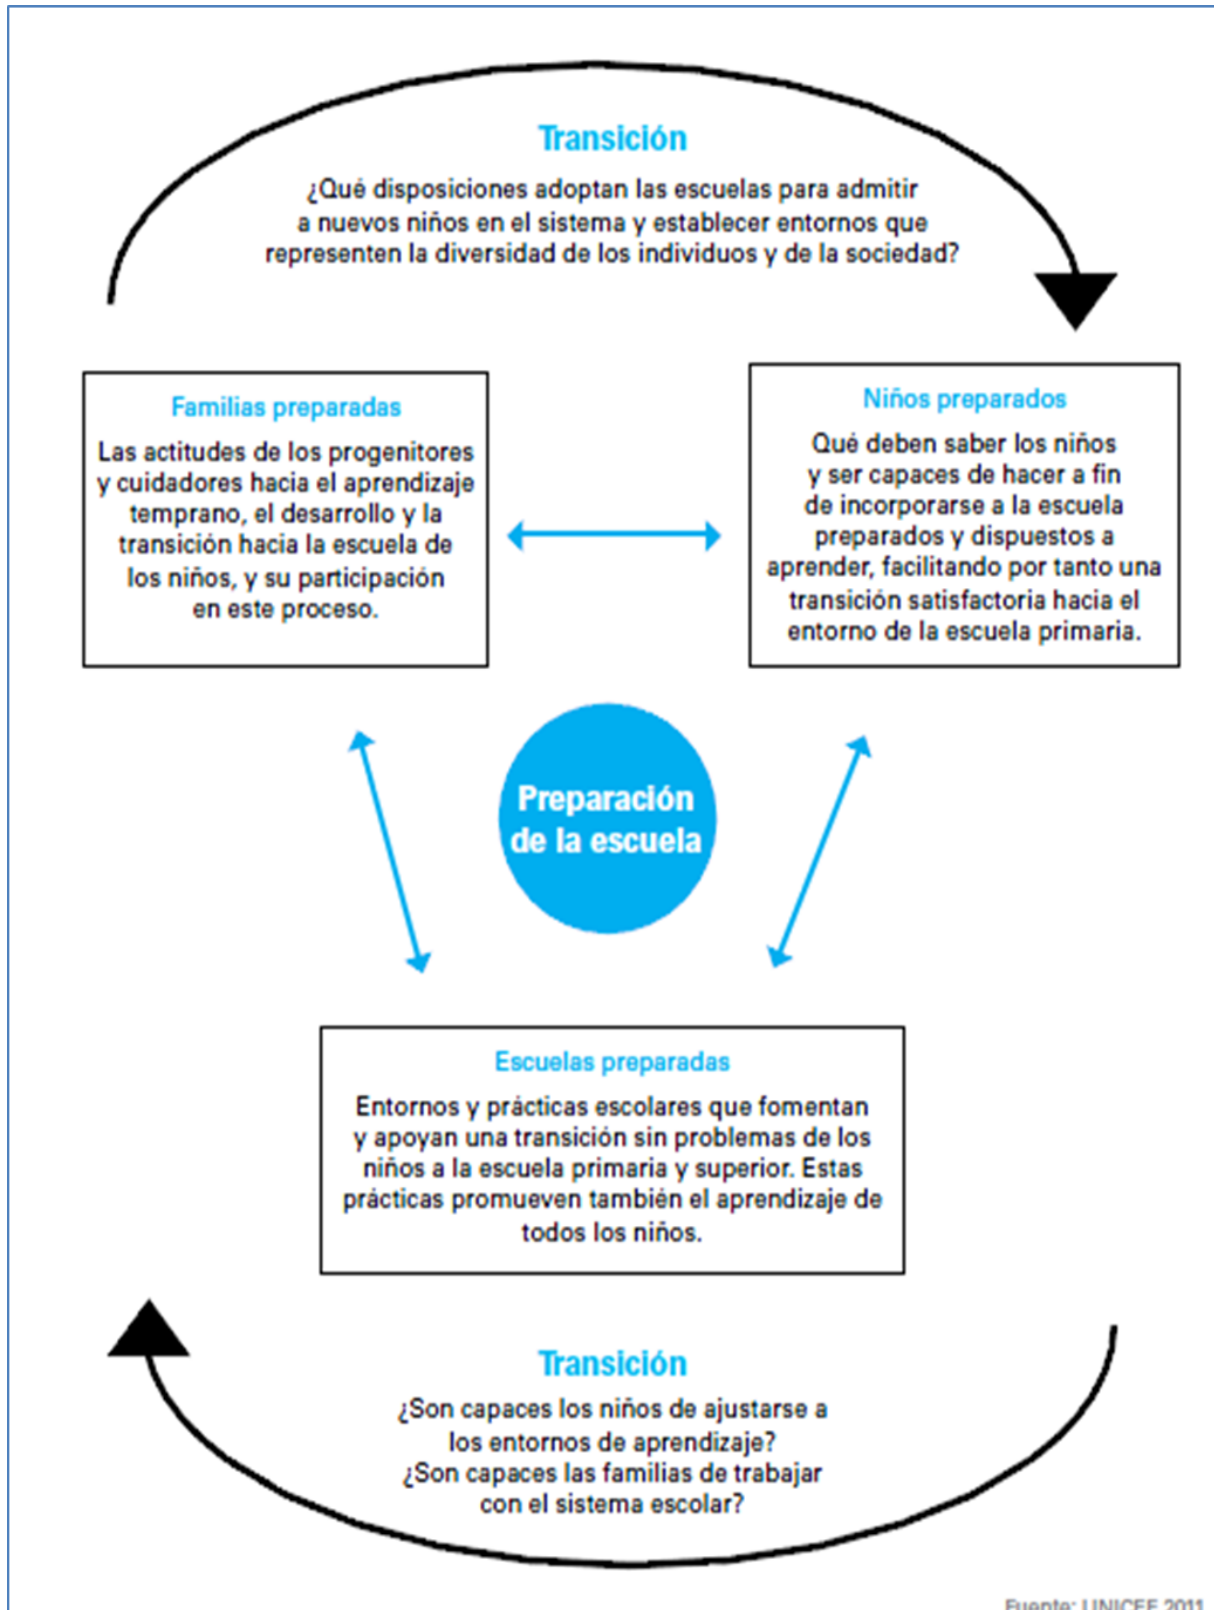 Transición
¿Qué disposiciones adoptan las escuelas para admitir
a nuevos niños en el sistema y establecer entornos que
representen la diversidad de los individuos y de la sociedad?
Familias preparadas
Las actitudes de los progenitores
y cuidadores hacia el aprendizaje
temprano, el desarrollo y la
transición hacia la escuela de
los niños, y su participación
en este proceso.
Niños preparados
Qué deben saber los niños
y ser capaces de hacer a fin
de incorporarse a la escuela
preparados y dispuestos a
aprender, facilitando por tanto una
transición satisfactoria hacia el
entorno de la escuela primaria.
Preparación
de la escuela
Escuelas preparadas
Entornos y prácticas escolares que fomentan
y apoyan una transición sin problemas de los
niños a la escuela primaria y superior. Estas
prácticas promueven también el aprendizaje de
todos los niños.
Transición
¿Son capaces los niños de ajustarse a
los entornos de aprendizaje?
¿Son capaces las familias de trabajar
con el sistema escolar?
Fuente: UNICEF 2011